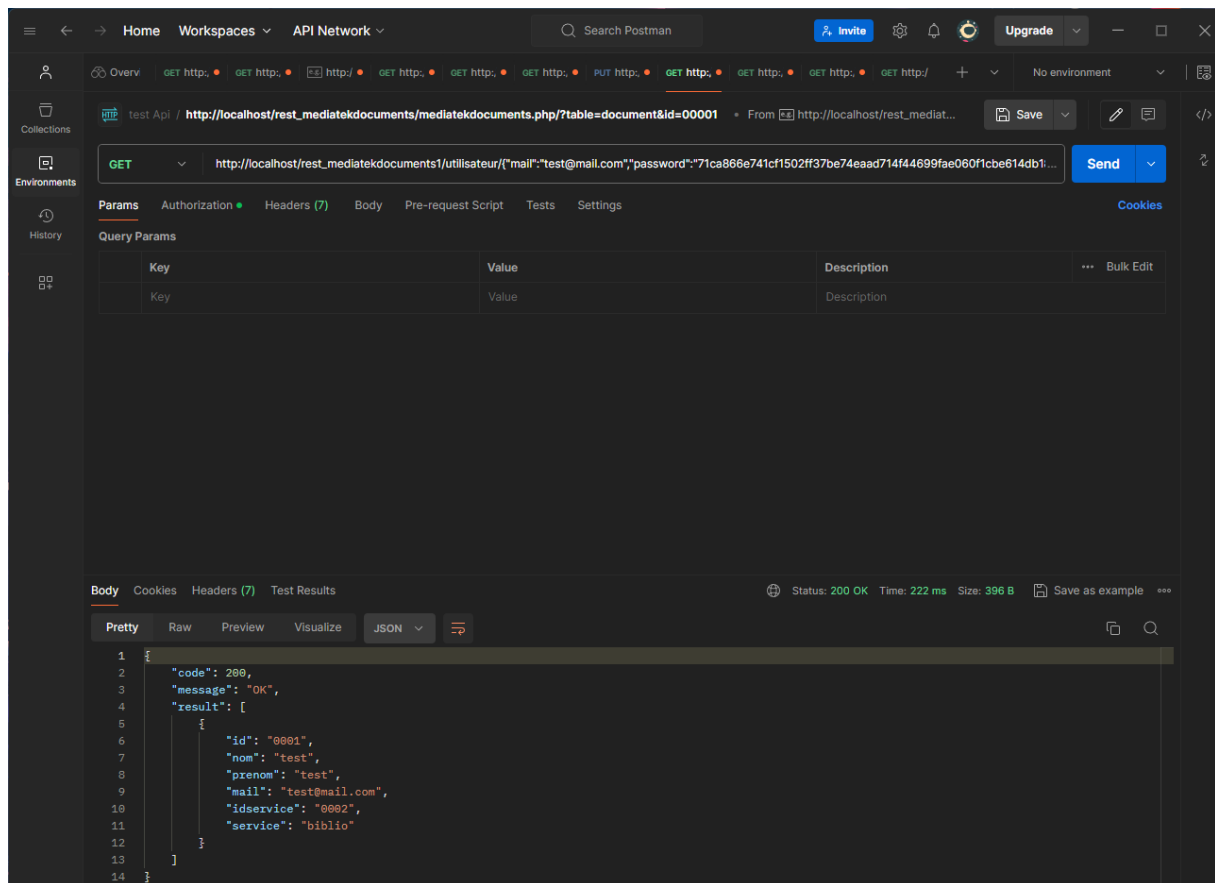 Home Workspaces API Network Search Postman Invite Upgrade
Overvi GET http:, GET http:, e.g. http:/ GET http:, GET http:, GET http:, PUT http:, GET http:, GET http:, GET http:, GET http:/ No environment
Collections
Environments
History
HTTP test Api / http://localhost/rest_mediatekdocuments/mediatekdocuments.php/?table=document&id=00001 From e.g. http://localhost/rest_mediat... Save
GET http://localhost/rest_mediatekdocuments1/utilisateur/{"mail":"test@mail.com","password":"71ca866e741cf1502ff37be74eaad714f44699fae060f1cbe614db1 Send
Params Authorization Headers (7) Body Pre-request Script Tests Settings Cookies
Query Params
Key Value Description ... Bulk Edit
Key Value Description
Body Cookies Headers (7) Test Results Status: 200 OK Time: 222 ms Size: 396 B Save as example
Pretty Raw Preview Visualize JSON
1 {
2 "code": 200,
3 "message": "OK",
4 "result": [
5 {
6 "id": "0001",
7 "nom": "test",
8 "prenom": "test",
9 "mail": "test@mail.com",
10 "idservice": "0002",
11 "service": "biblio"
12 }
13 ]
14 }